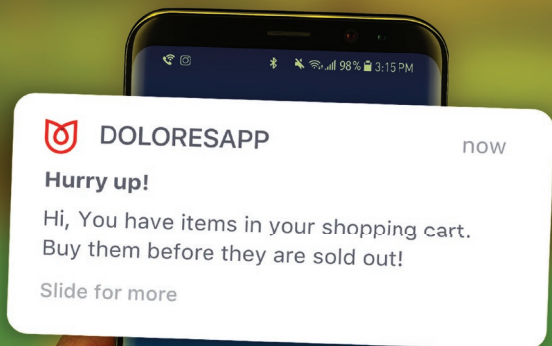 98% 3:15 PM
DOLORESAPP now
Hurry up!
Hi, You have items in your shopping cart.
Buy them before they are sold out!
Slide for more